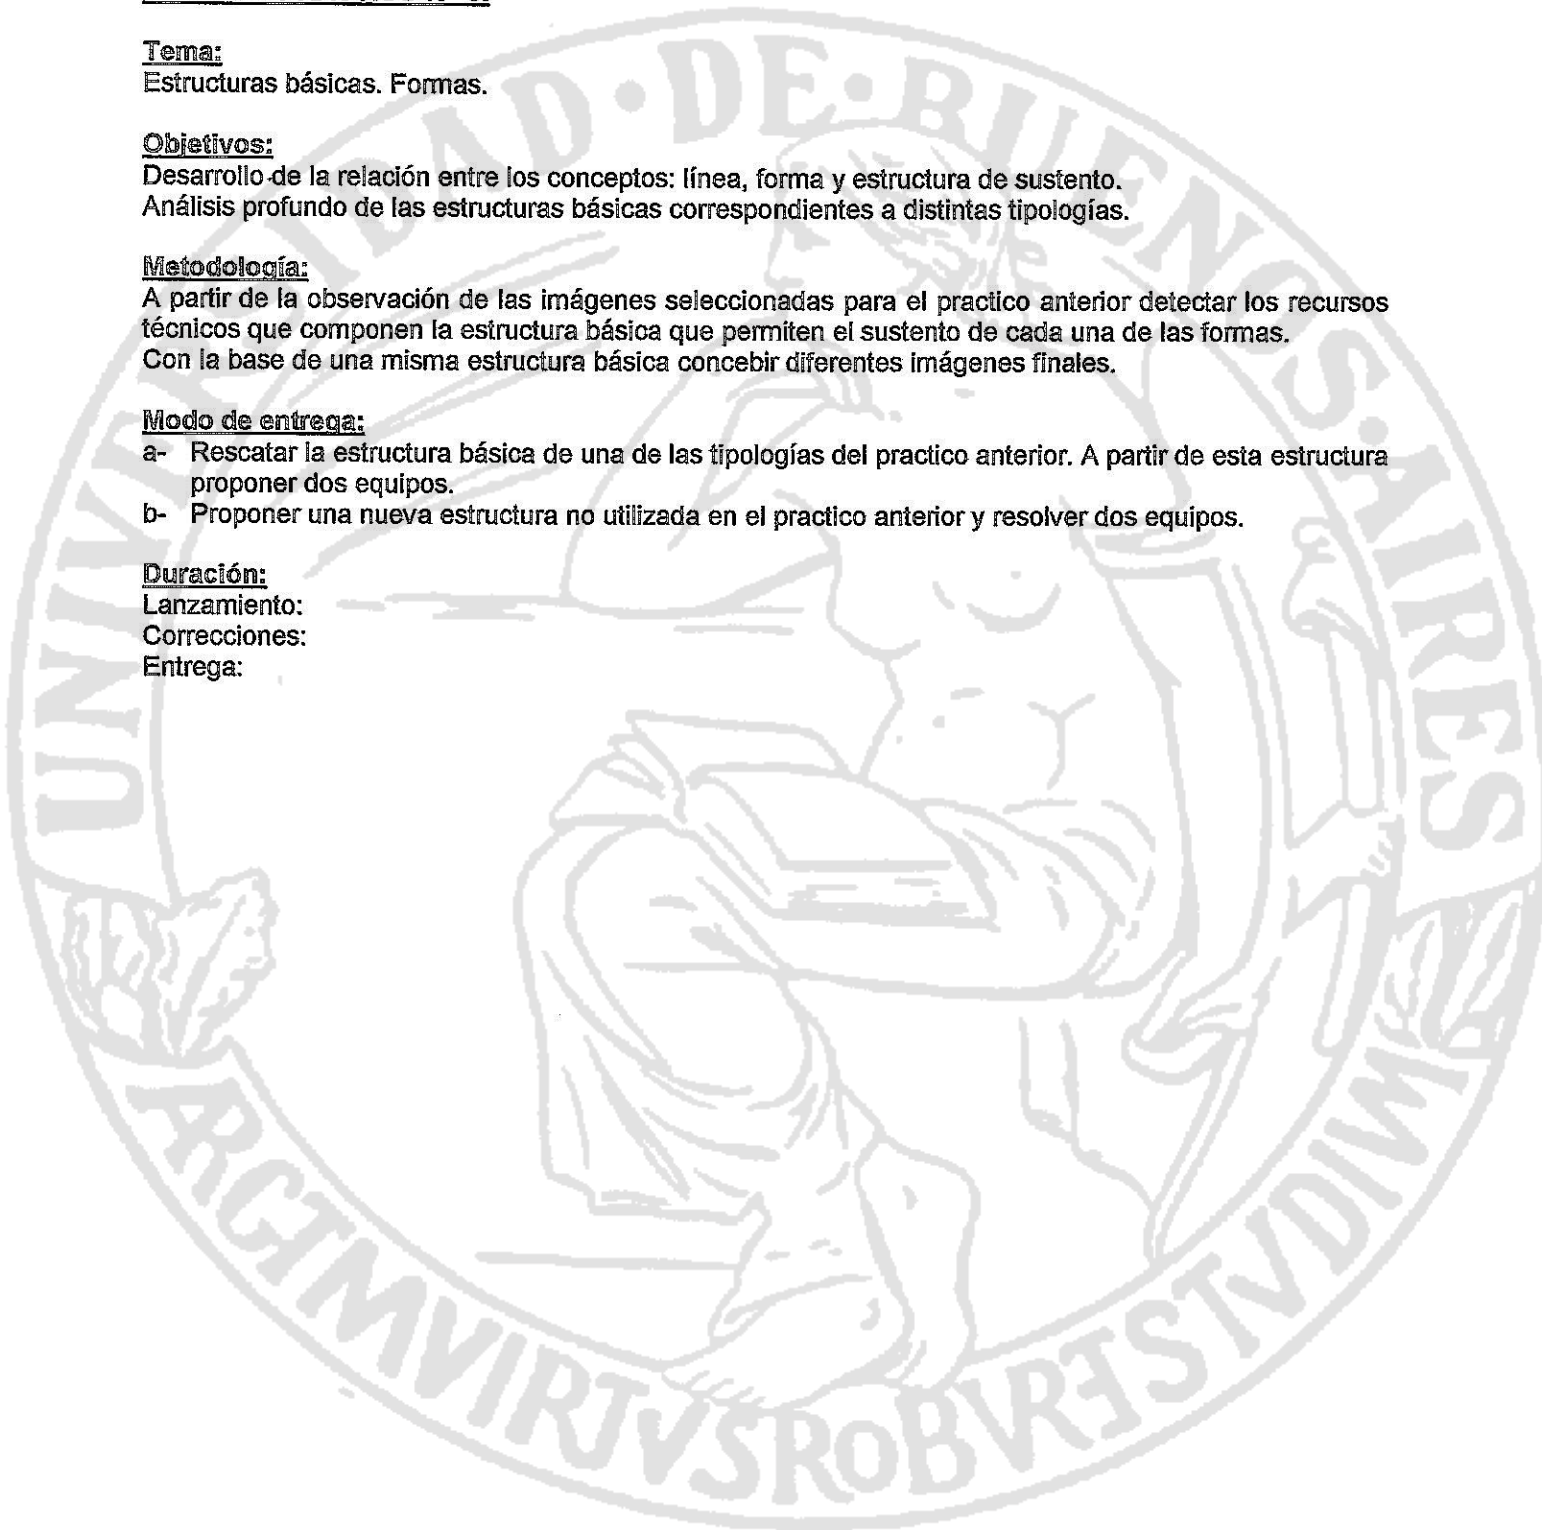 Tema:
Estructuras básicas. Formas.
Objetivos:
Desarrollo de la relación entre los conceptos: línea, forma y estructura de sustento.
Análisis profundo de las estructuras básicas correspondientes a distintas tipologías.
Metodología:
A partir de la observación de las imágenes seleccionadas para el practico anterior detectar los recursos
técnicos que componen la estructura básica que permiten el sustento de cada una de las formas.
Con la base de una misma estructura básica concebir diferentes imágenes finales.
Modo de entrega:
a- Rescatar la estructura básica de una de las tipologías del practico anterior. A partir de esta estructura
proponer dos equipos.
b- Proponer una nueva estructura no utilizada en el practico anterior y resolver dos equipos.
Duración:
Lanzamiento:
Correcciones:
Entrega:
UNIVERSIDAD · DE · BUENOS · AIRES
ARGTMVIRTVSROBVRETSTVDIVM